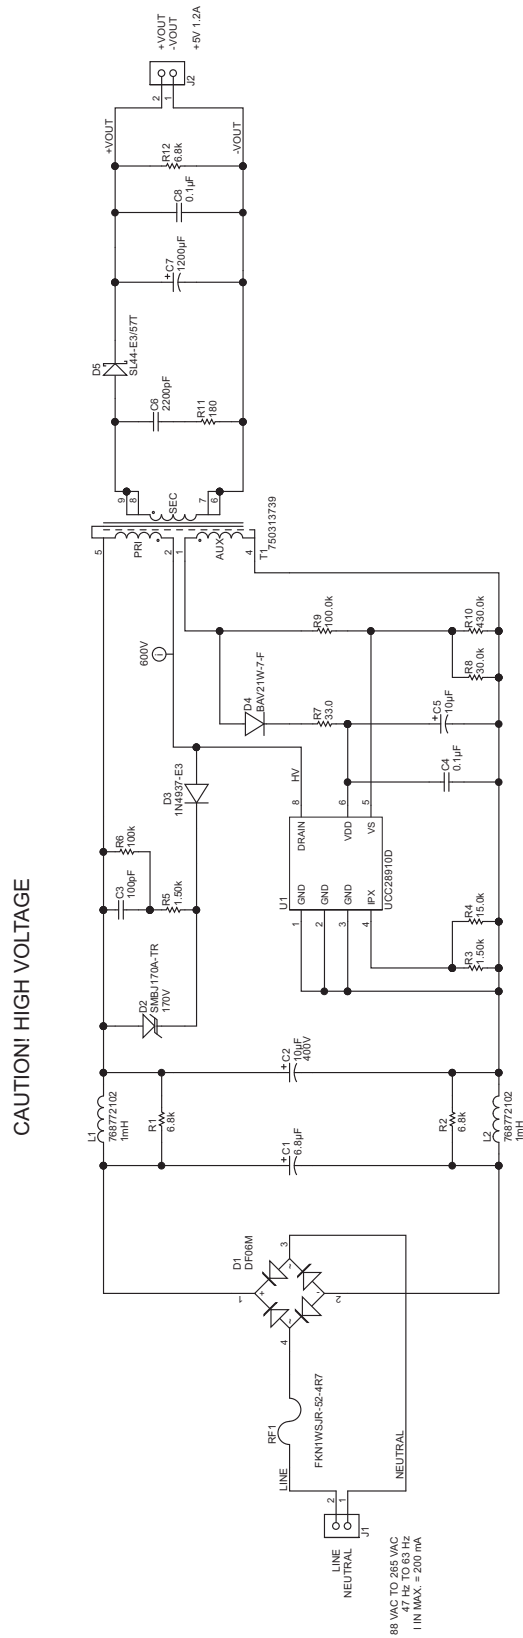 CAUTION! HIGH VOLTAGE
88 VAC TO 265 VAC
47 Hz TO 63 Hz
I IN MAX. = 200 mA
LINE
NEUTRAL
J1
2
1
LINE
NEUTRAL
RF1
FKN1WSJR-52-4R7
D1
DF06M
1
2
3
4
+
-
~
~
L1
768772102
1mH
R1
6.8k
+
C1
6.8µF
R2
6.8k
L2
768772102
1mH
+
C2
10µF
400V
D2
SMBJ170A-TR
170V
C3
100pF
R6
100k
R5
1.50k
D3
1N4937-E3
HV
600V
i
U1
UCC28910D
1
GND
2
GND
3
GND
4
IPX
DRAIN
8
VDD
6
VS
5
R3
1.50k
R4
15.0k
C4
0.1µF
+
C5
10µF
R7
33.0
D4
BAV21W-7-F
R8
30.0k
R9
100.0k
R10
430.0k
T1
750313739
5
PRI
2
1
AUX
4
9
8
SEC
7
6
C6
2200pF
R11
180
D5
SL44-E3/57T
+
C7
1200µF
C8
0.1µF
R12
6.8k
+VOUT
-VOUT
2
1
J2
+VOUT
-VOUT
+5V 1.2A